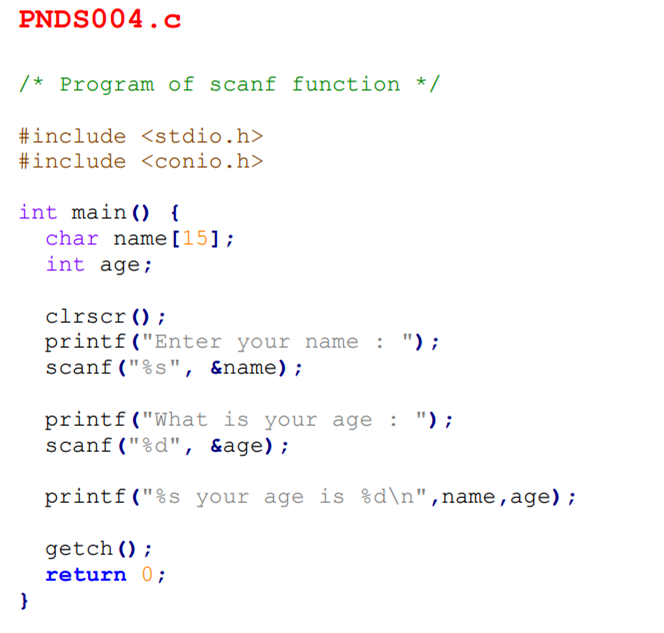 PNDS004.c
/* Program of scanf function */
#include <stdio.h>
#include <conio.h>
int main() {
char name[15];
int age;
clrscr();
printf("Enter your name : ");
scanf("%s", &name);
printf("What is your age : ");
scanf("%d", &age);
printf("%s your age is %d\n",name,age);
getch();
return 0;
}